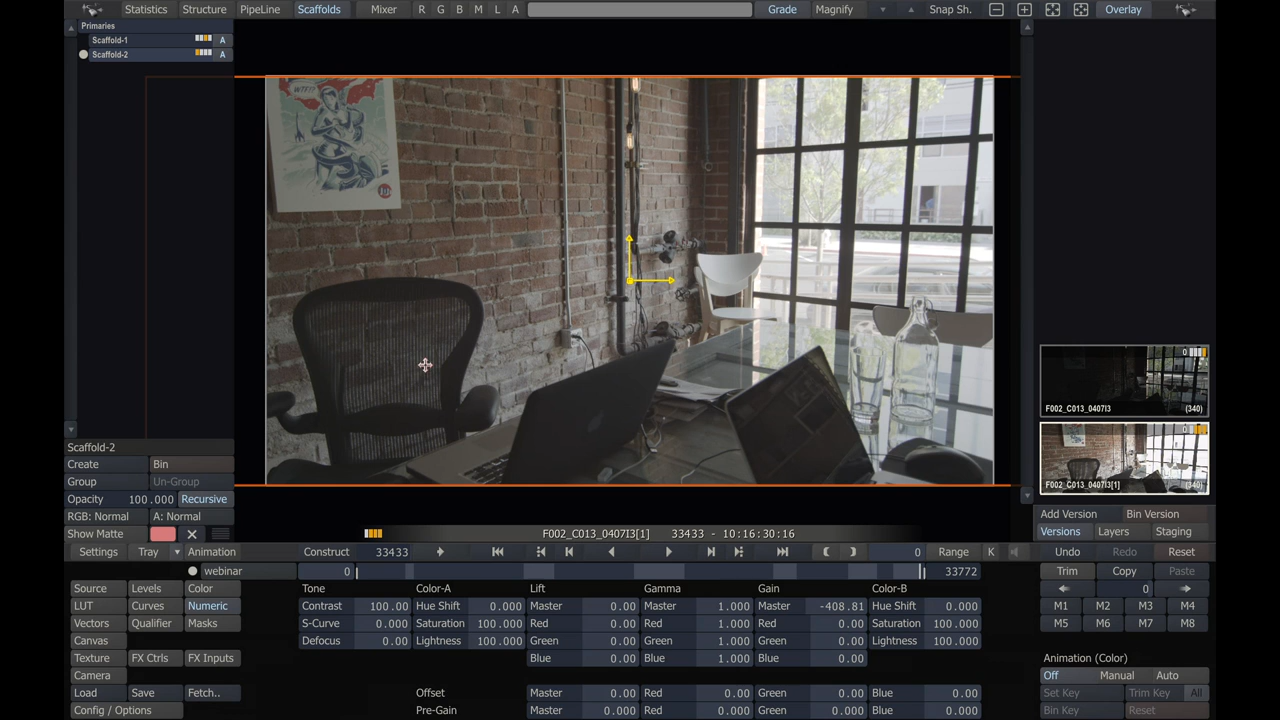 Statistics Structure PipeLine Scaffolds Mixer R G B M L A Grade Magnify Snap Sh. Overlay
Primaries
Scaffold-1 A
Scaffold-2 A
WTF??
F002_C013_0407I3 (340)
0
F002_C013_0407I3[1] (340)
0
Scaffold-2
Create Bin
Group Un-Group
Opacity 100.000 Recursive
RGB: Normal A: Normal
Show Matte
F002_C013_0407I3[1] 33433 - 10:16:30:16
Add Version Bin Version
Versions Layers Staging
Settings Tray Animation Construct 33433 0 Range K Undo Redo Reset
webinar 0 33772 Trim Copy Paste
Source Levels Color Tone Color-A Lift Gamma Gain Color-B 0
LUT Curves Numeric Contrast 100.00 Hue Shift 0.000 Master 0.00 Master 1.000 Master -408.81 Hue Shift 0.000 M1 M2 M3 M4
Vectors Qualifier Masks S-Curve 0.000 Saturation 100.000 Red 0.00 Red 1.000 Red 0.00 Saturation 100.000 M5 M6 M7 M8
Canvas Defocus 0.00 Lightness 100.000 Green 0.00 Green 1.000 Green 0.00 Lightness 100.000
Texture FX Ctrls FX Inputs Blue 0.00 Blue 1.000 Blue 0.00 Animation (Color)
Camera Off Manual Auto
Load Save Fetch.. Offset Master 0.00 Red 0.00 Green 0.00 Blue 0.00 Set Key Trim Key All
Config / Options Pre-Gain Master 0.000 Red 0.000 Green 0.000 Blue 0.000 Bin Key Reset